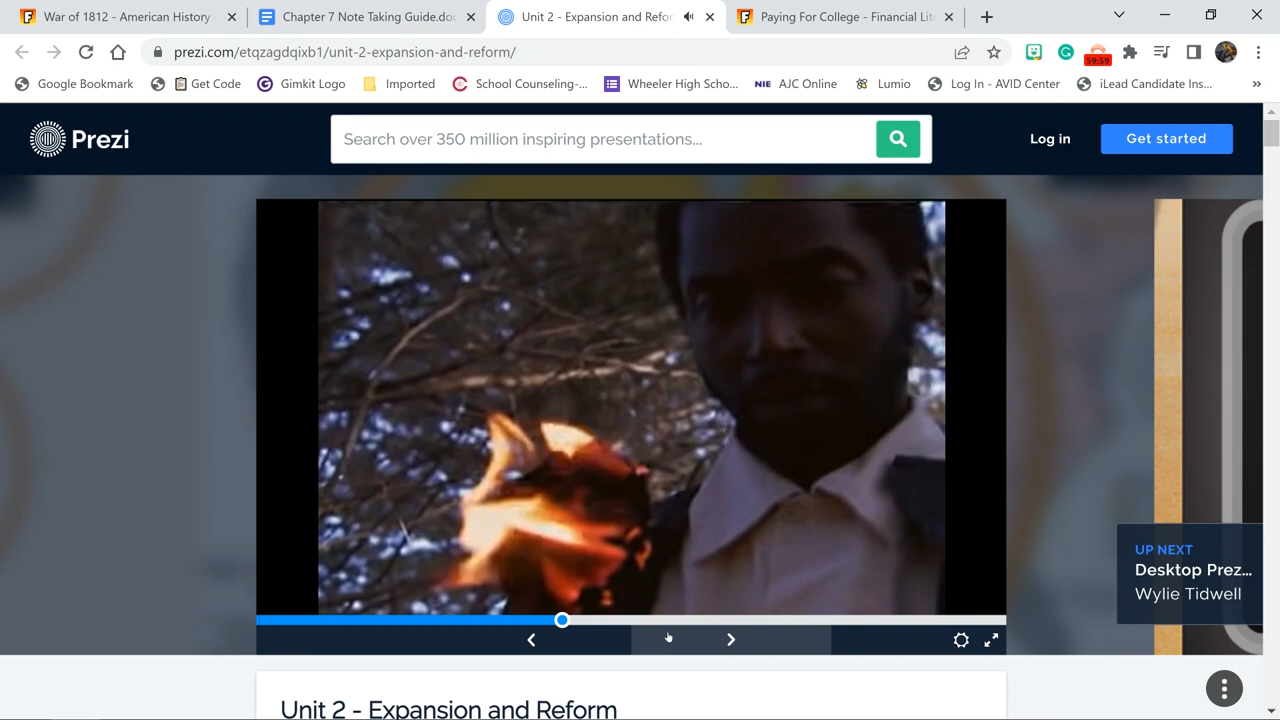 War of 1812 - American History
Chapter 7 Note Taking Guide.doc
Unit 2 - Expansion and Refor
Paying For College - Financial Lit
prezi.com/etqzagdqixb1/unit-2-expansion-and-reform/
59:59
Google Bookmark
Get Code
Gimkit Logo
Imported
School Counseling-...
Wheeler High Scho...
NIE AJC Online
Lumio
Log In - AVID Center
iLead Candidate Ins...
»
Prezi
Search over 350 million inspiring presentations...
Log in
Get started
UP NEXT
Desktop Prez...
Wylie Tidwell
Unit 2 - Expansion and Reform